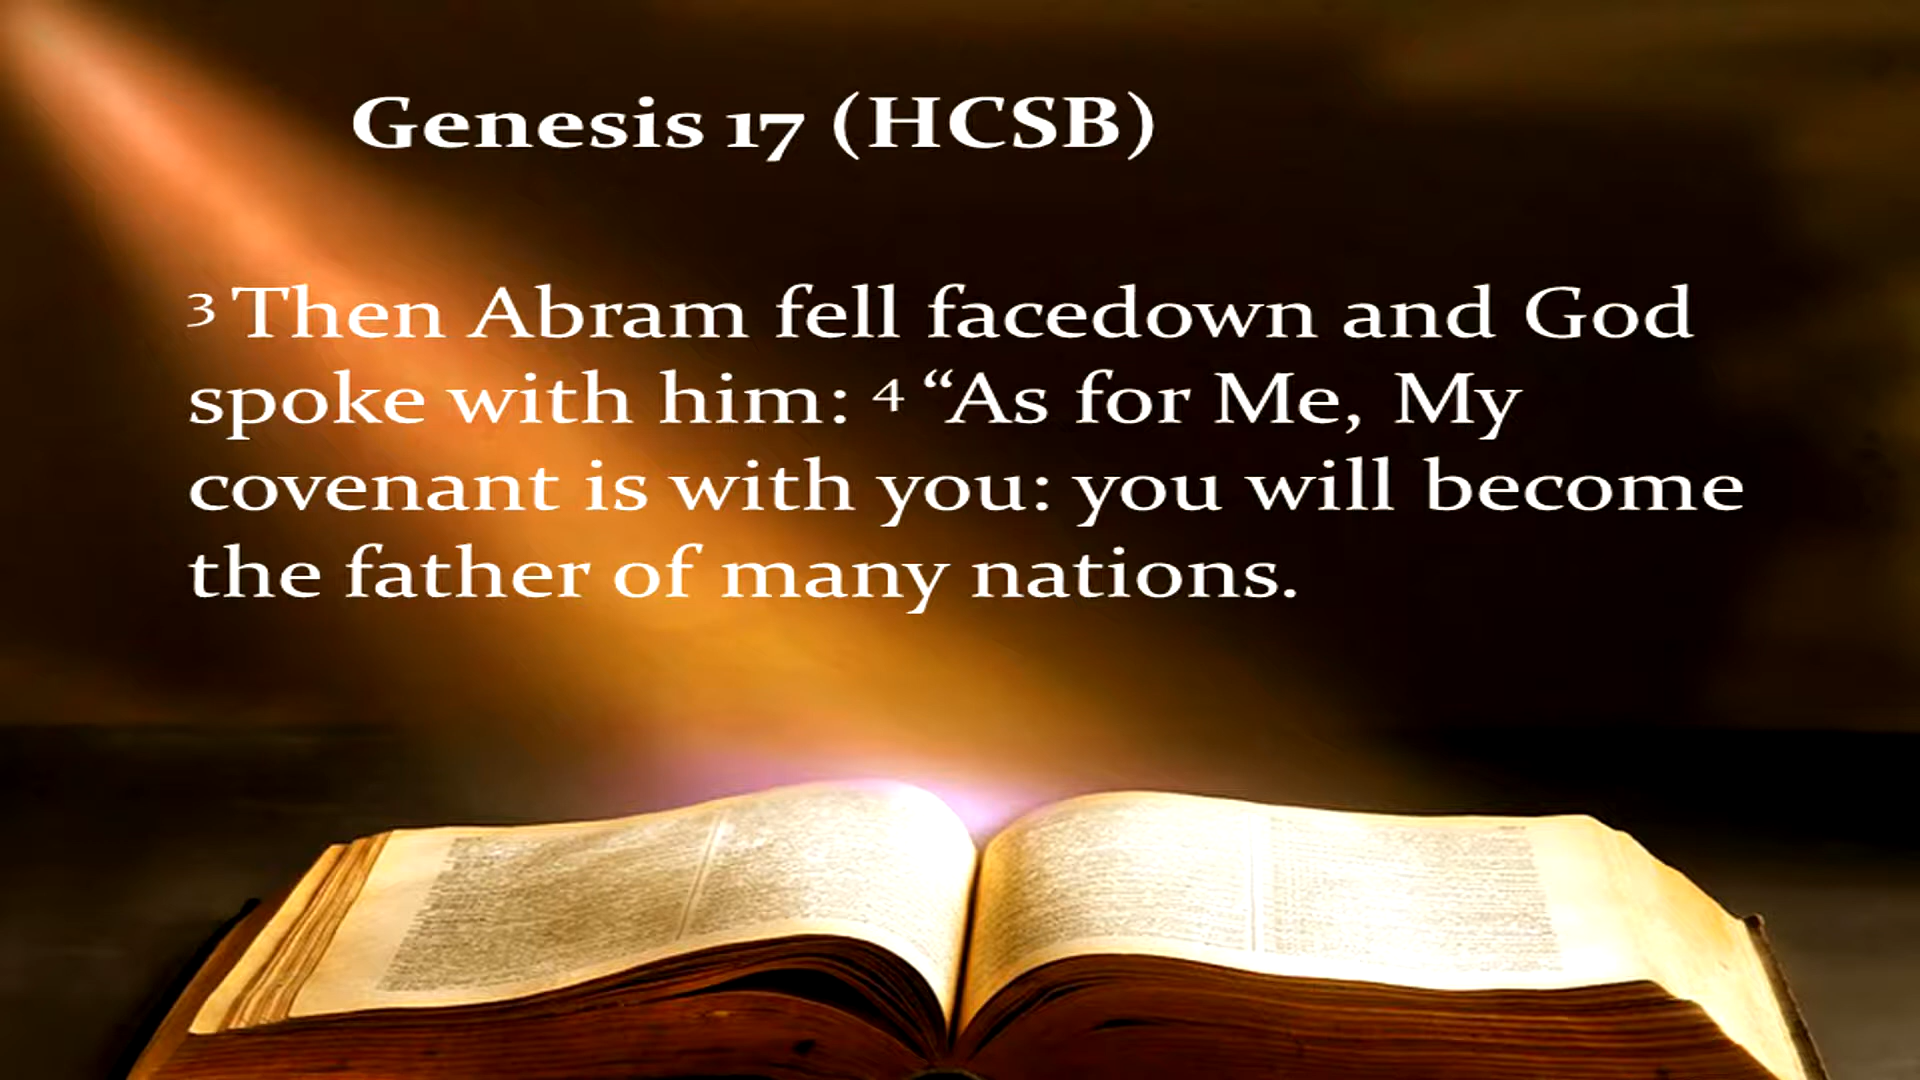 Genesis 17 (HCSB)
3 Then Abram fell facedown and God
spoke with him: 4 “As for Me, My
covenant is with you: you will become
the father of many nations.